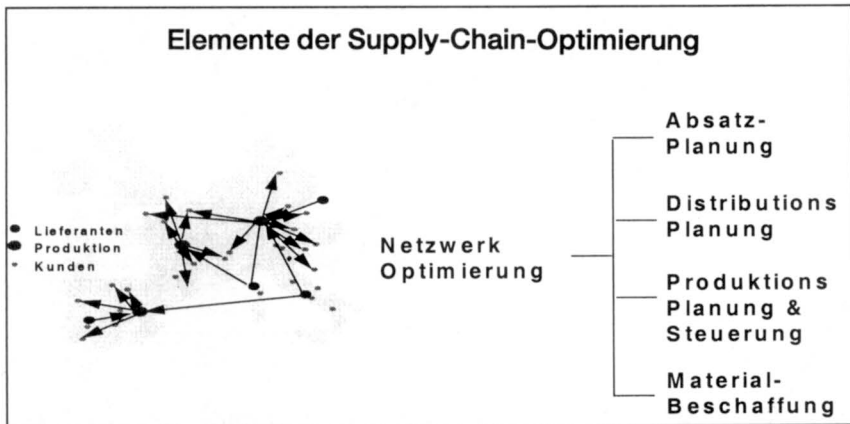 Elemente der Supply-Chain-Optimierung
Lieferanten
Produktion
Kunden
Netzwerk
Optimierung
Absatz-
Planung
Distributions
Planung
Produktions
Planung &
Steuerung
Material-
Beschaffung